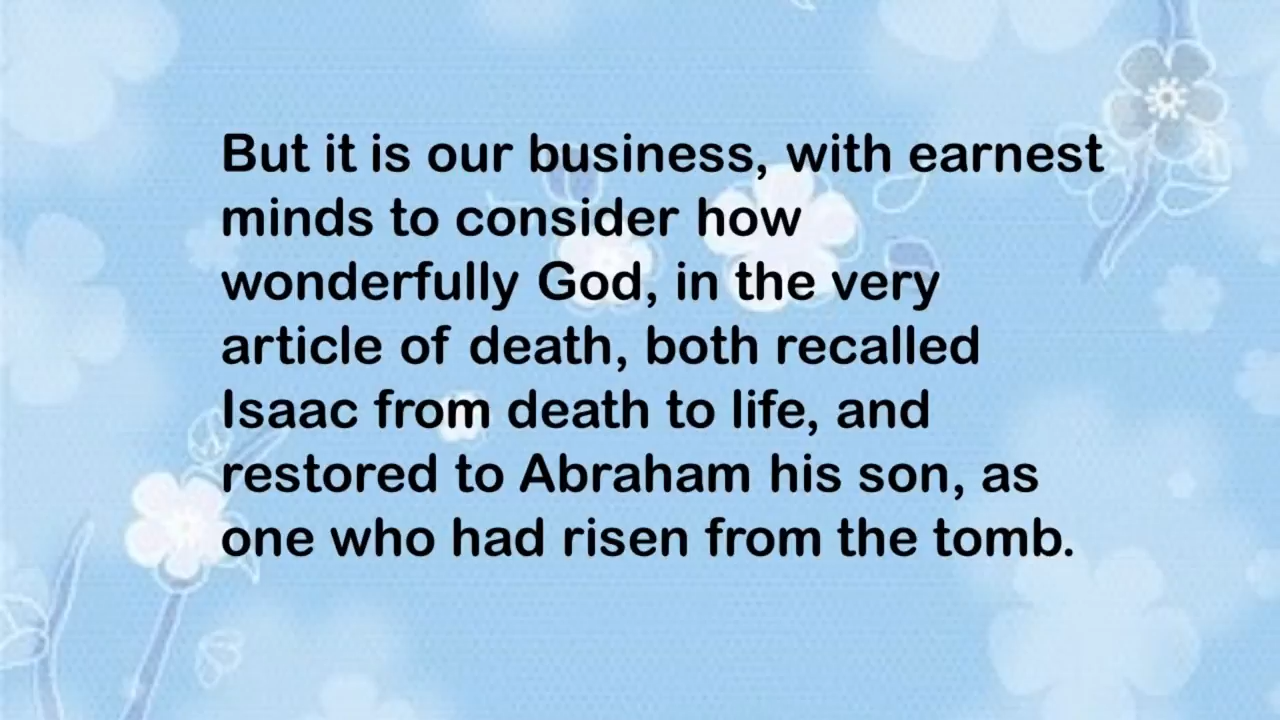 But it is our business, with earnest
minds to consider how
wonderfully God, in the very
article of death, both recalled
Isaac from death to life, and
restored to Abraham his son, as
one who had risen from the tomb.